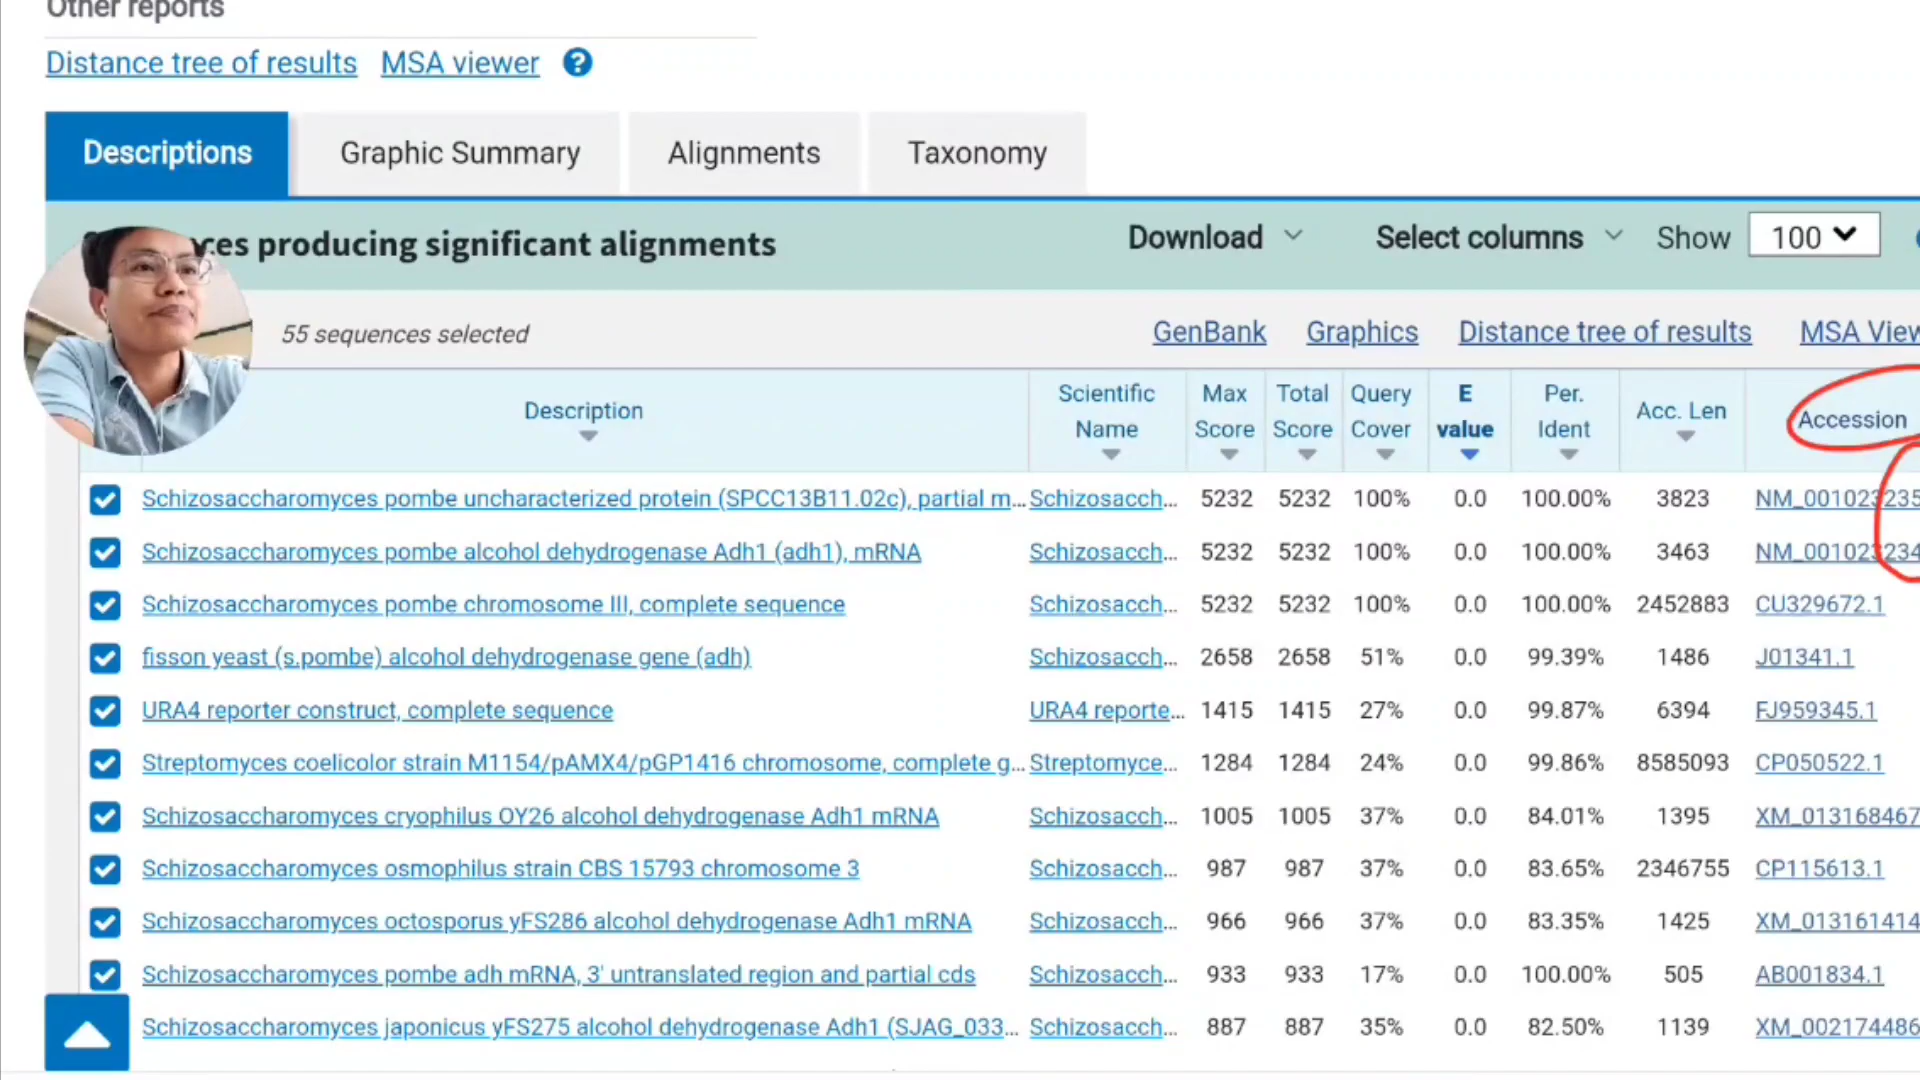 Other reports
Distance tree of results MSA viewer ?
Descriptions Graphic Summary Alignments Taxonomy
ces producing significant alignments Download Select columns Show 100
55 sequences selected GenBank Graphics Distance tree of results MSA View
Description Scientific Name Max Score Total Score Query Cover E value Per. Ident Acc. Len Accession
Schizosaccharomyces pombe uncharacterized protein (SPCC13B11.02c), partial m... Schizosacch... 5232 5232 100% 0.0 100.00% 3823 NM_001023235
Schizosaccharomyces pombe alcohol dehydrogenase Adh1 (adh1), mRNA Schizosacch... 5232 5232 100% 0.0 100.00% 3463 NM_001023234
Schizosaccharomyces pombe chromosome III, complete sequence Schizosacch... 5232 5232 100% 0.0 100.00% 2452883 CU329672.1
fisson yeast (s.pombe) alcohol dehydrogenase gene (adh) Schizosacch... 2658 2658 51% 0.0 99.39% 1486 J01341.1
URA4 reporter construct, complete sequence URA4 reporte... 1415 1415 27% 0.0 99.87% 6394 FJ959345.1
Streptomyces coelicolor strain M1154/pAMX4/pGP1416 chromosome, complete g... Streptomyce... 1284 1284 24% 0.0 99.86% 8585093 CP050522.1
Schizosaccharomyces cryophilus OY26 alcohol dehydrogenase Adh1 mRNA Schizosacch... 1005 1005 37% 0.0 84.01% 1395 XM_013168467
Schizosaccharomyces osmophilus strain CBS 15793 chromosome 3 Schizosacch... 987 987 37% 0.0 83.65% 2346755 CP115613.1
Schizosaccharomyces octosporus yFS286 alcohol dehydrogenase Adh1 mRNA Schizosacch... 966 966 37% 0.0 83.35% 1425 XM_013161414
Schizosaccharomyces pombe adh mRNA, 3' untranslated region and partial cds Schizosacch... 933 933 17% 0.0 100.00% 505 AB001834.1
Schizosaccharomyces japonicus yFS275 alcohol dehydrogenase Adh1 (SJAG_033... Schizosacch... 887 887 35% 0.0 82.50% 1139 XM_002174486